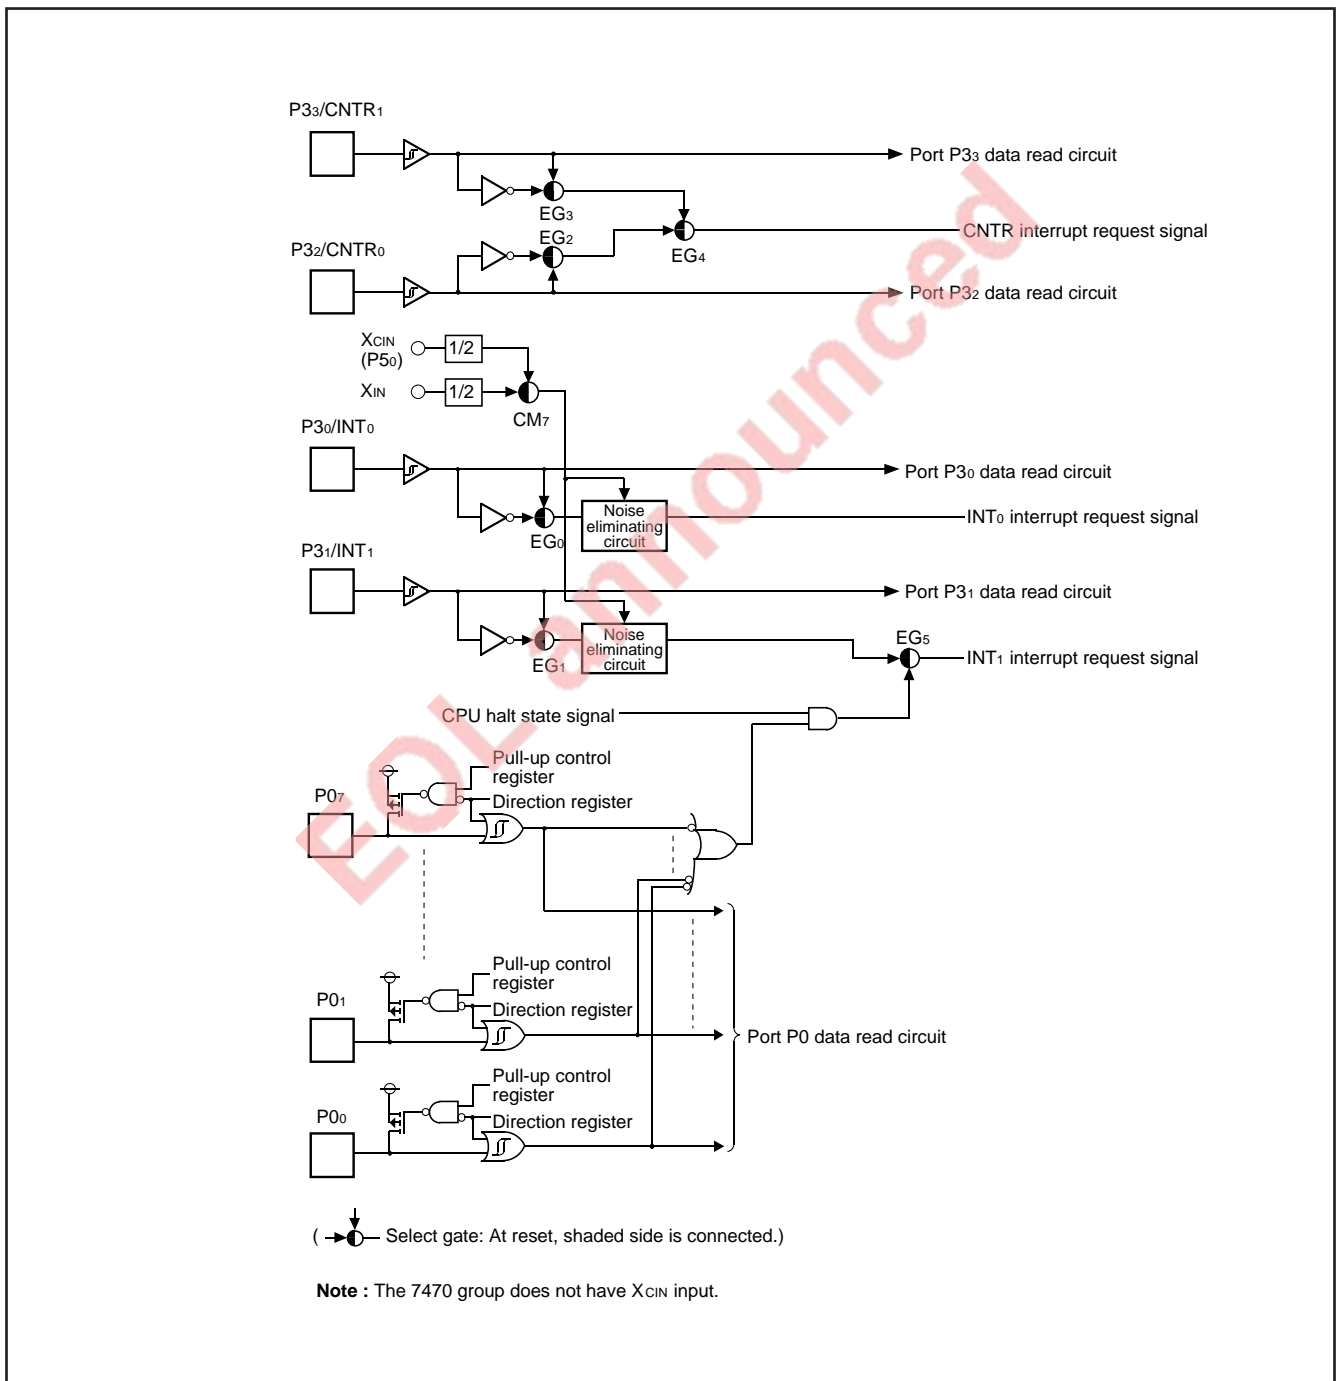 P33/CNTR1
Port P33 data read circuit
EG3
CNTR interrupt request signal
EG2
EG4
P32/CNTR0
Port P32 data read circuit
XCIN
(P50)
1/2
XIN
1/2
CM7
P30/INT0
Port P30 data read circuit
Noise
eliminating
circuit
INT0 interrupt request signal
EG0
P31/INT1
Port P31 data read circuit
Noise
eliminating
circuit
EG1
EG5
INT1 interrupt request signal
CPU halt state signal
Pull-up control
register
Direction register
P07
Pull-up control
register
Direction register
P01
Port P0 data read circuit
Pull-up control
register
Direction register
P00
( Select gate: At reset, shaded side is connected.)
Note : The 7470 group does not have XCIN input.
EOL announced